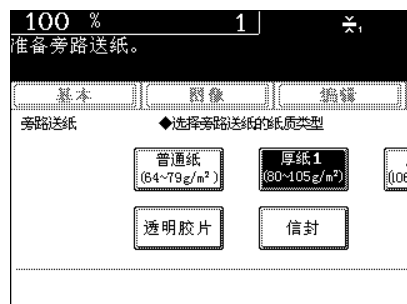 100 % 1 1
准备旁路送纸。
基本 图像 编辑
旁路送纸 ◆选择旁路送纸的纸质类型
普通纸 厚纸1
(64~79g/m²) (80~105g/m²) (106
透明胶片 信封